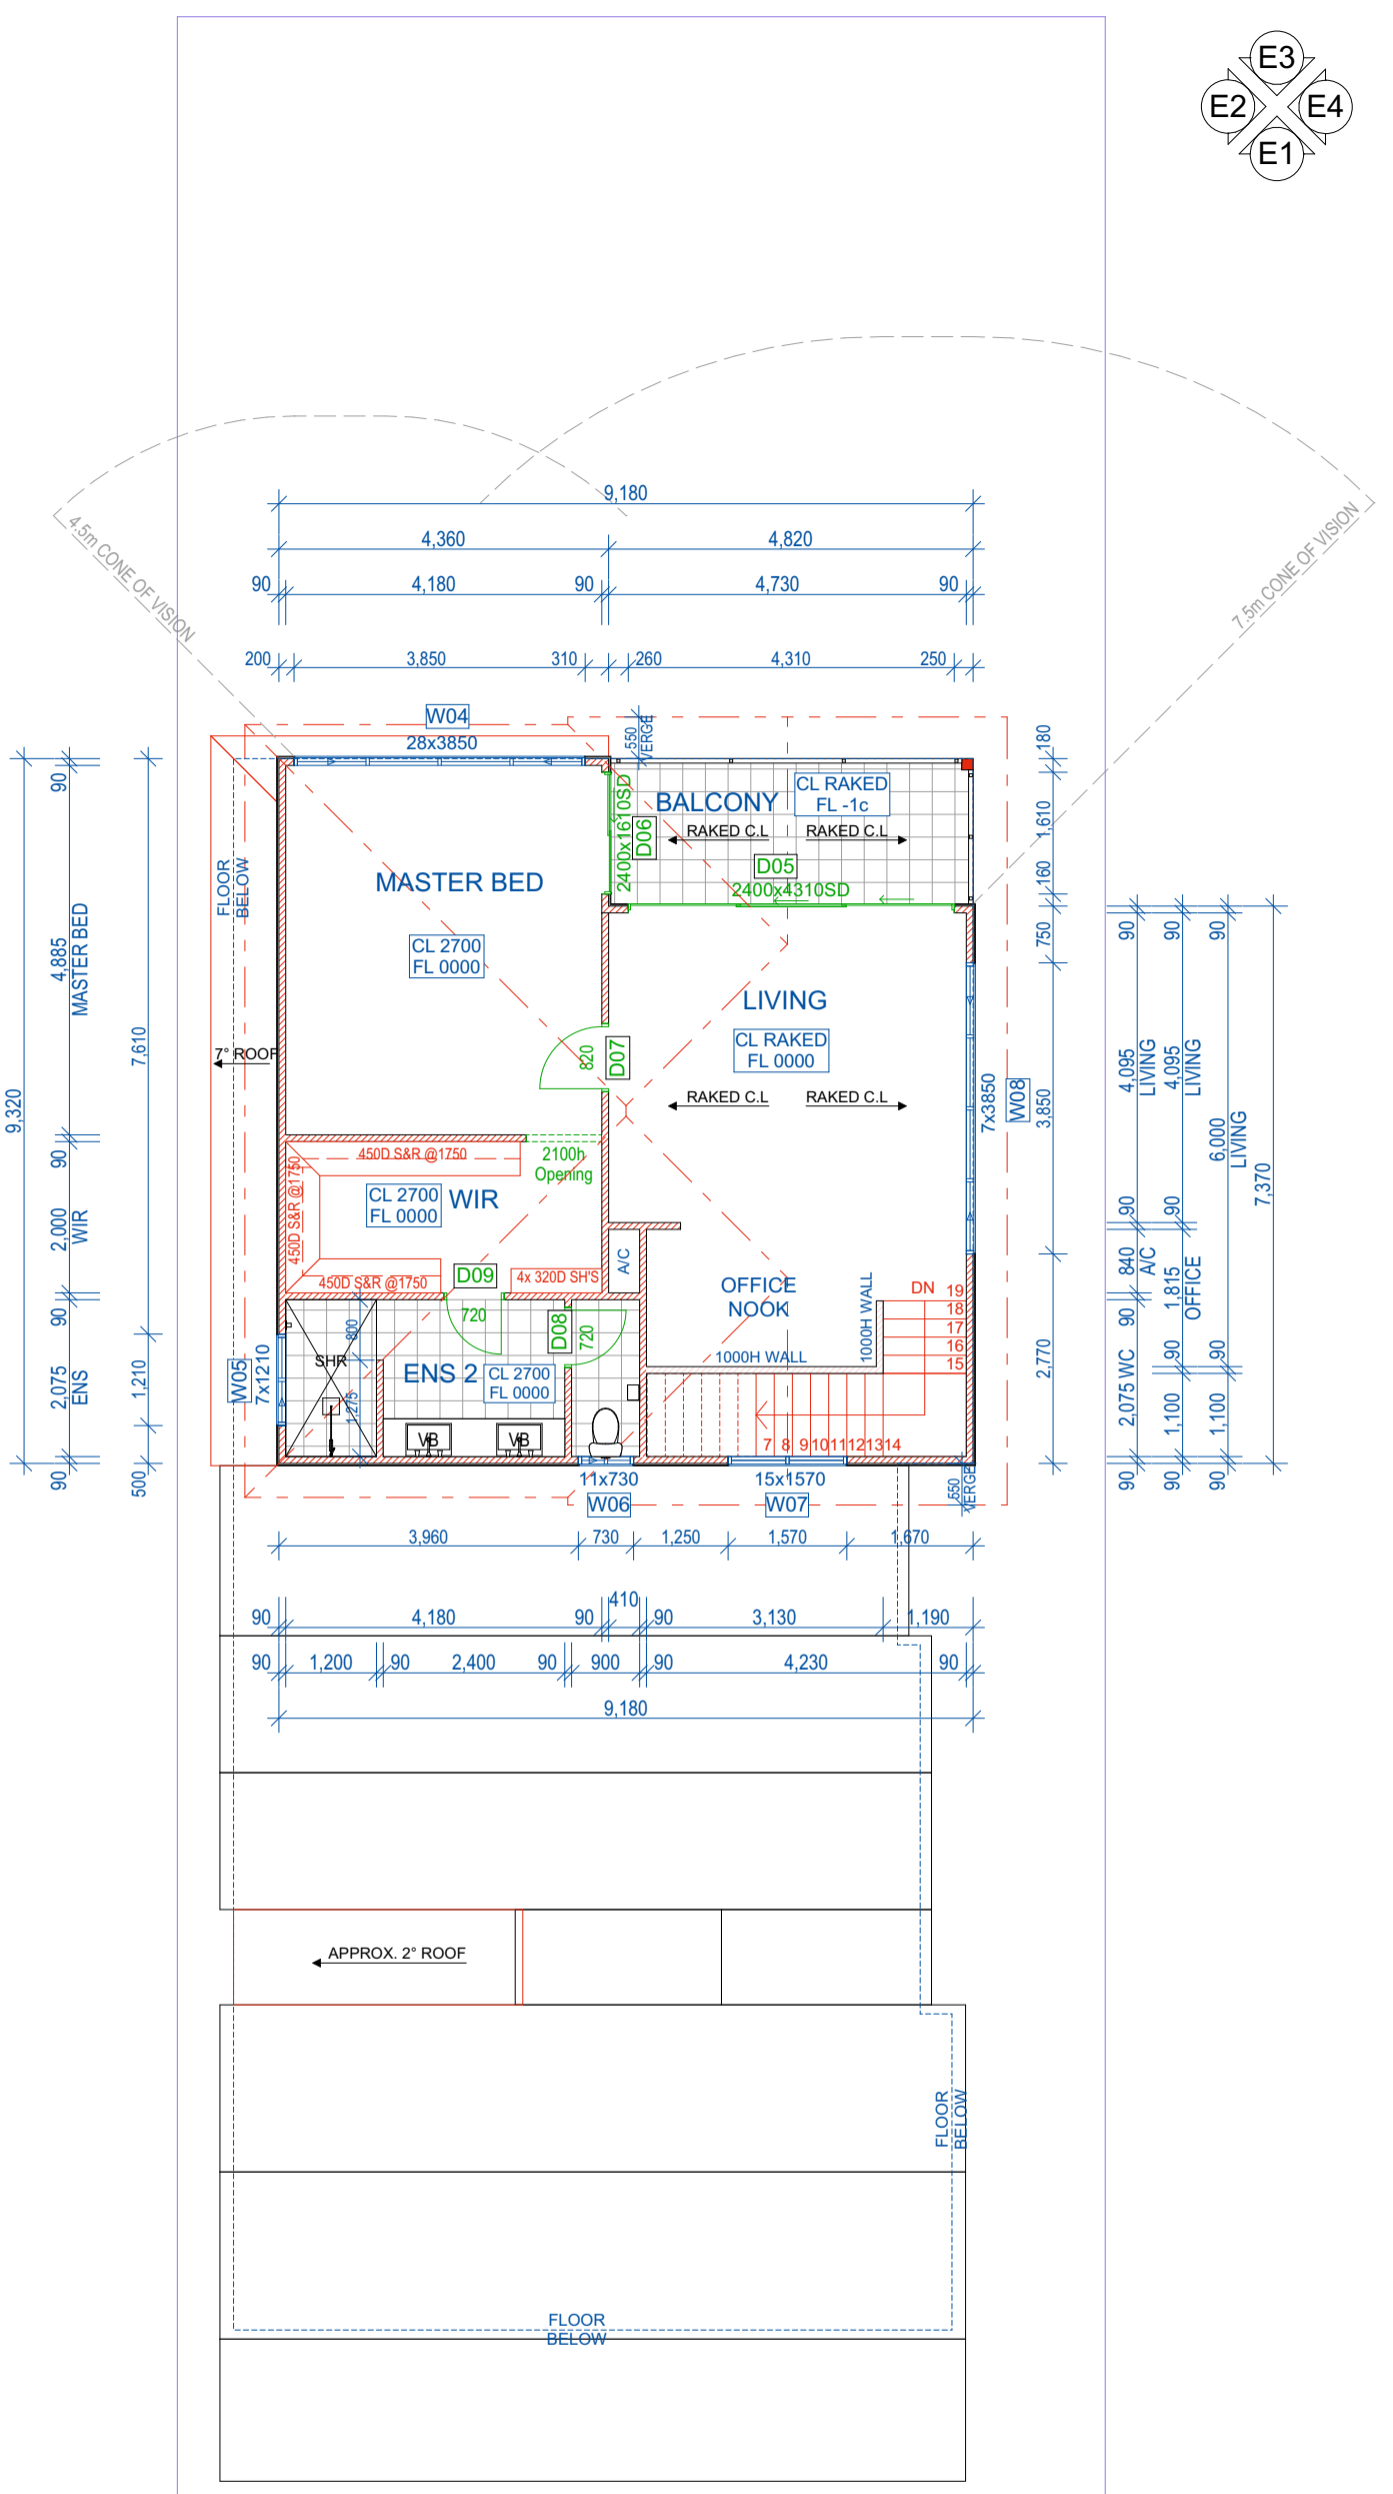 E3
E2
E4
E1
4.5m CONE OF VISION
7.5m CONE OF VISION
9,180
4,360
4,820
90
4,180
90
4,730
90
200
3,850
310
260
4,310
250
W04
28x3850
550
VERGE
180
1,610
160
750
3,850
2,770
90
4,885
MASTER BED
90
2,000
WIR
90
2,075
ENS
90
9,320
7,610
1,210
500
FLOOR
BELOW
7° ROOF
MASTER BED
CL 2700
FL 0000
2400x1610SD
D06
BALCONY
CL RAKED
FL -1c
RAKED C.L
RAKED C.L
D05
2400x4310SD
LIVING
CL RAKED
FL 0000
RAKED C.L
RAKED C.L
820
D07
7x3850
W08
90
4,095
LIVING
90
840
A/C
90
2,075 WC
90
90
4,095
LIVING
90
1,815
OFFICE
90
1,100
90
90
6,000
LIVING
90
1,100
90
7,370
450D S&R @1750
2100h
Opening
450D S&R @1750
CL 2700
FL 0000
WIR
450D S&R @1750
D09
4x 320D SH'S
A/C
OFFICE
NOOK
1000H WALL
DN
19
18
17
16
15
1000H WALL
7
8
9
10
11
12
13
14
W05
7x1210
SHR
800
1,275
720
D08
720
ENS 2
CL 2700
FL 0000
VB
VB
11x730
W06
15x1570
W07
550
VERGE
3,960
730
1,250
1,570
1,670
410
90
4,180
90
90
3,130
1,190
90
1,200
90
2,400
90
900
90
4,230
90
9,180
APPROX. 2° ROOF
FLOOR
BELOW
FLOOR
BELOW